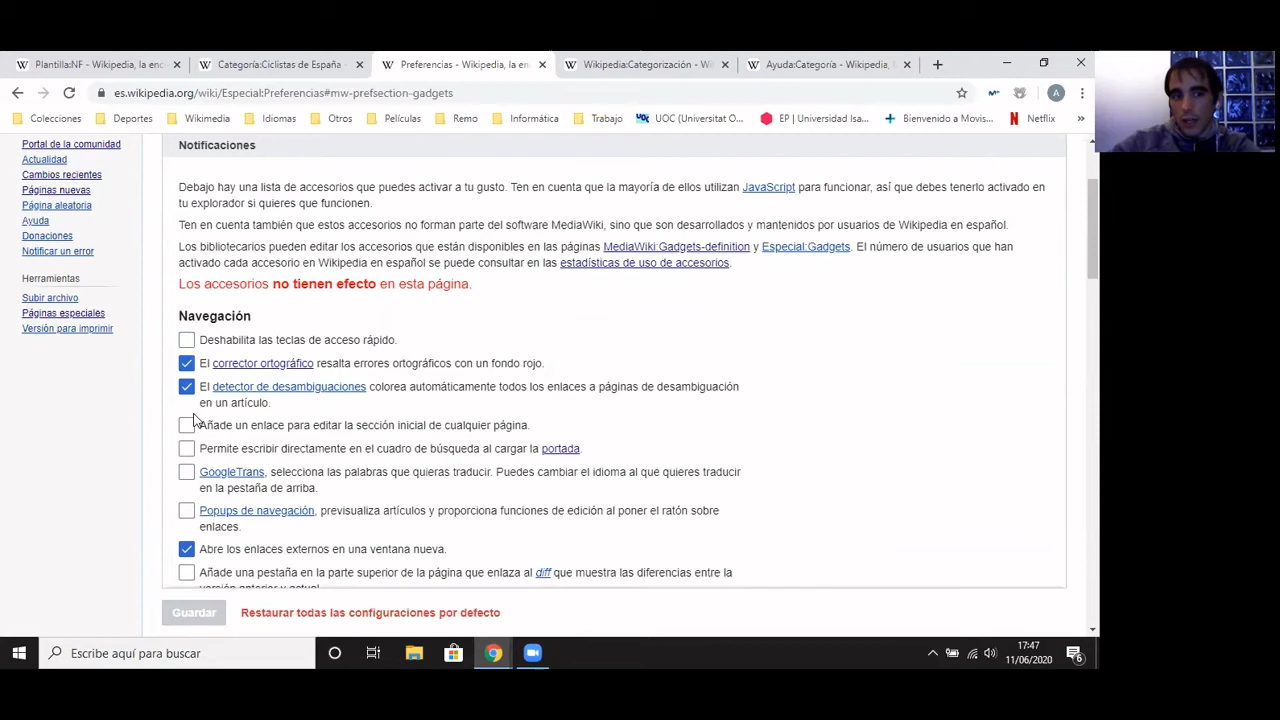 Plantilla:NF - Wikipedia, la enc
Categoría:Ciclistas de España -
Preferencias - Wikipedia, la en
Wikipedia:Categorización - Wi
Ayuda:Categoría - Wikipedia, l
es.wikipedia.org/wiki/Especial:Preferencias#mw-prefsection-gadgets
A
Colecciones
Deportes
Wikimedia
Idiomas
Otros
Películas
Remo
Informática
Trabajo
UOC (Universitat O...
EP | Universidad Isa...
Bienvenido a Movis...
Netflix
»
Portal de la comunidad
Actualidad
Cambios recientes
Páginas nuevas
Página aleatoria
Ayuda
Donaciones
Notificar un error
Herramientas
Subir archivo
Páginas especiales
Versión para imprimir
Notificaciones
Debajo hay una lista de accesorios que puedes activar a tu gusto. Ten en cuenta que la mayoría de ellos utilizan JavaScript para funcionar, así que debes tenerlo activado en
tu explorador si quieres que funcionen.
Ten en cuenta también que estos accesorios no forman parte del software MediaWiki, sino que son desarrollados y mantenidos por usuarios de Wikipedia en español.
Los bibliotecarios pueden editar los accesorios que están disponibles en las páginas MediaWiki:Gadgets-definition y Especial:Gadgets. El número de usuarios que han
activado cada accesorio en Wikipedia en español se puede consultar en las estadísticas de uso de accesorios.
Los accesorios no tienen efecto en esta página.
Navegación
Deshabilita las teclas de acceso rápido.
El corrector ortográfico resalta errores ortográficos con un fondo rojo.
El detector de desambiguaciones colorea automáticamente todos los enlaces a páginas de desambiguación
en un artículo.
Añade un enlace para editar la sección inicial de cualquier página.
Permite escribir directamente en el cuadro de búsqueda al cargar la portada.
GoogleTrans, selecciona las palabras que quieras traducir. Puedes cambiar el idioma al que quieres traducir
en la pestaña de arriba.
Popups de navegación, previsualiza artículos y proporciona funciones de edición al poner el ratón sobre
enlaces.
Abre los enlaces externos en una ventana nueva.
Añade una pestaña en la parte superior de la página que enlaza al diff que muestra las diferencias entre la
versión anterior y actual.
Guardar
Restaurar todas las configuraciones por defecto
Escribe aquí para buscar
17:47
11/06/2020
6